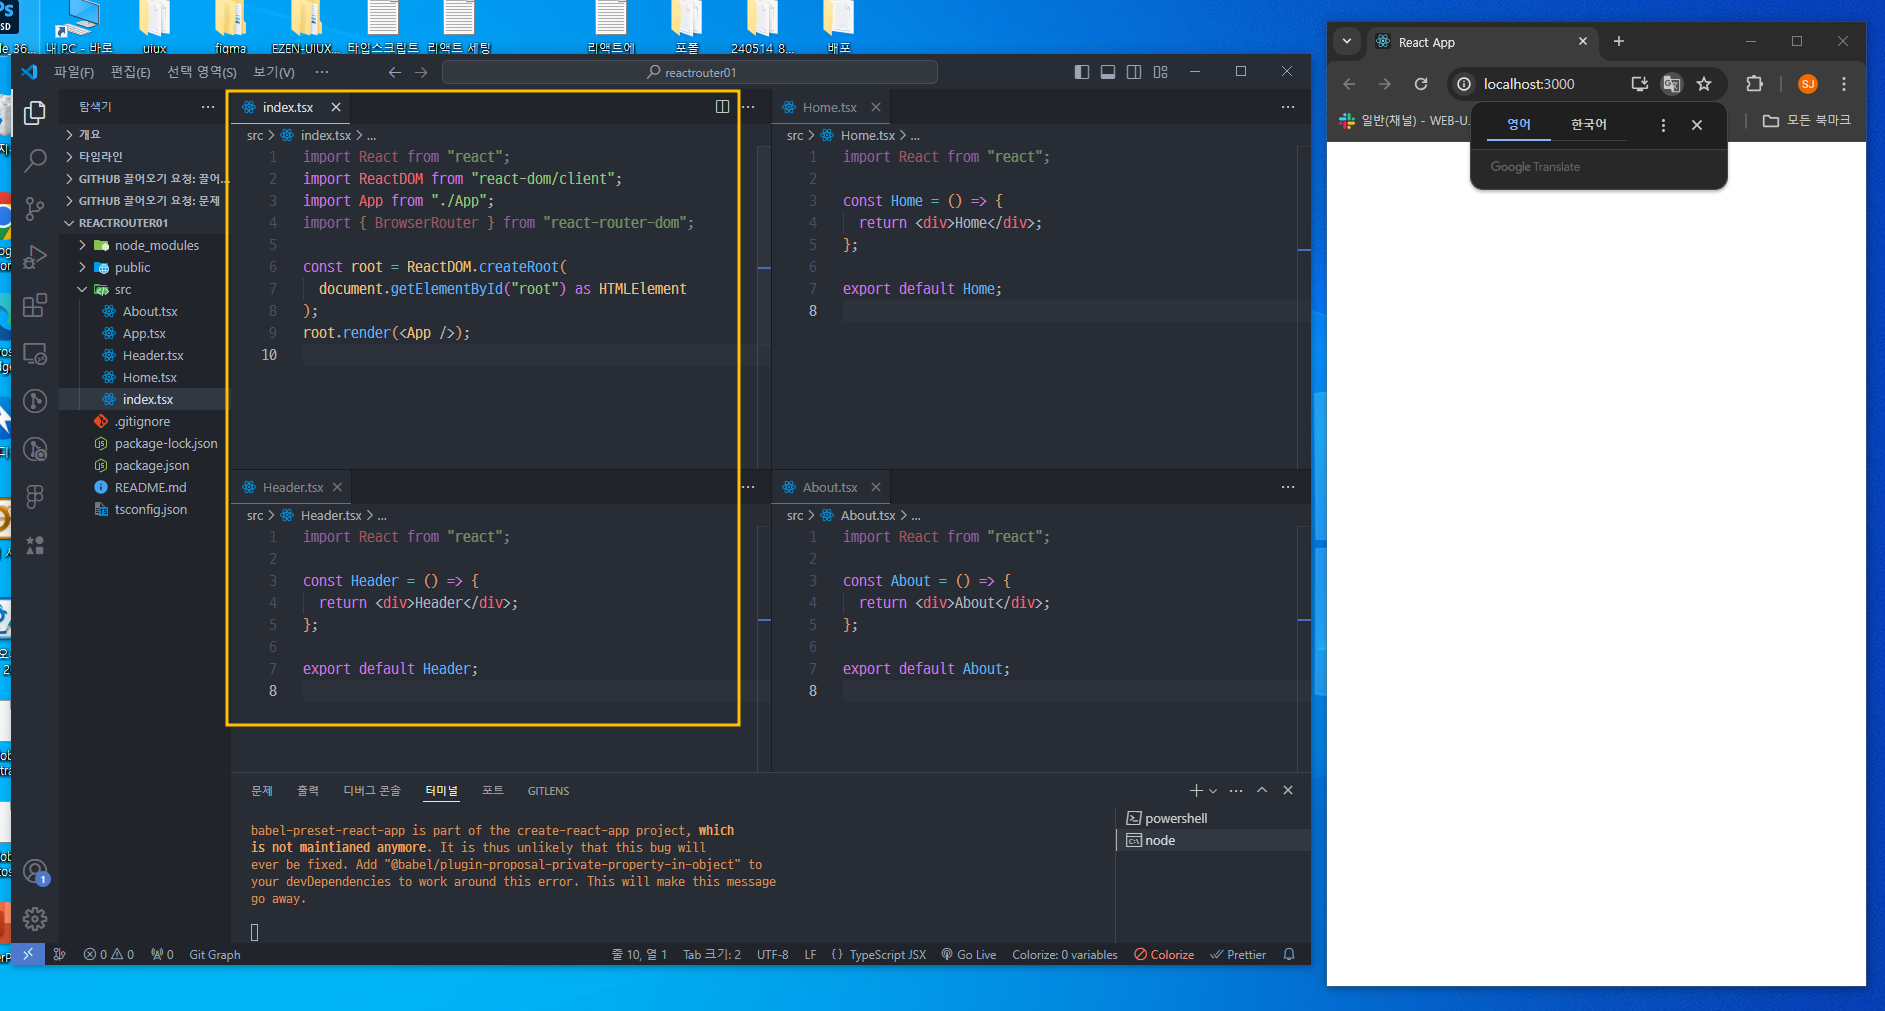 내 PC - 바로
uiux
figma
EZEN-UIUX...
타입스크립트
리액트 세팅
리액트에
포폴
240514 8...
배포
파일(F)
편집(E)
선택 영역(S)
보기(V)
...
reactrouter01
탐색기
개요
타임라인
GITHUB 끌어오기 요청: 끌어...
GITHUB 끌어오기 요청: 문제
REACTROUTER01
node_modules
public
src
About.tsx
App.tsx
Header.tsx
Home.tsx
index.tsx
.gitignore
package-lock.json
package.json
README.md
tsconfig.json
index.tsx
src > index.tsx > ...
1 import React from "react";
2 import ReactDOM from "react-dom/client";
3 import App from "./App";
4 import { BrowserRouter } from "react-router-dom";
5
6 const root = ReactDOM.createRoot(
7 document.getElementById("root") as HTMLElement
8 );
9 root.render(<App />);
10
Home.tsx
src > Home.tsx > ...
1 import React from "react";
2
3 const Home = () => {
4 return <div>Home</div>;
5 };
6
7 export default Home;
8
Header.tsx
src > Header.tsx > ...
1 import React from "react";
2
3 const Header = () => {
4 return <div>Header</div>;
5 };
6
7 export default Header;
8
About.tsx
src > About.tsx > ...
1 import React from "react";
2
3 const About = () => {
4 return <div>About</div>;
5 };
6
7 export default About;
8
문제
출력
디버그 콘솔
터미널
포트
GITLENS
babel-preset-react-app is part of the create-react-app project, which
is not maintianed anymore. It is thus unlikely that this bug will
ever be fixed. Add "@babel/plugin-proposal-private-property-in-object" to
your devDependencies to work around this error. This will make this message
go away.
powershell
node
1
0 0
0
Git Graph
줄 10, 열 1
Tab 크기: 2
UTF-8
LF
{ } TypeScript JSX
Go Live
Colorize: 0 variables
Colorize
Prettier
React App
localhost:3000
SJ
일반(채널) - WEB-U...
모든 북마크
영어
한국어
Google Translate